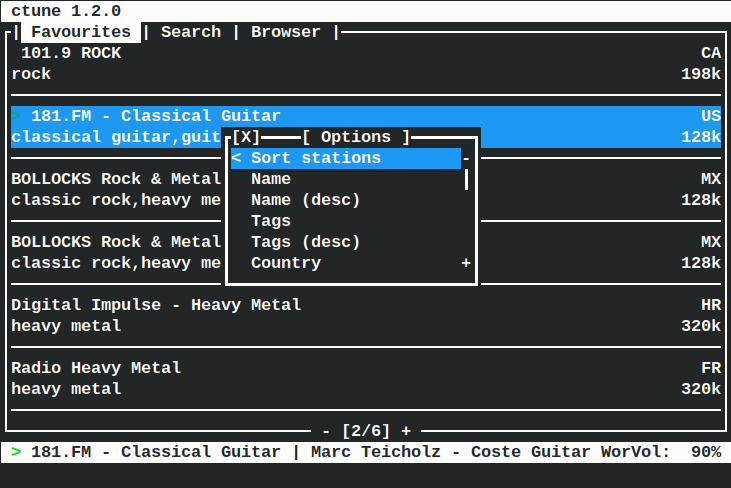 ctune 1.2.0
| Favourites | Search | Browser |
101.9 ROCK CA
rock 198k
> 181.FM - Classical Guitar US
classical guitar,guit 128k
[X] [ Options ]
< Sort stations -
Name
Name (desc)
Tags
Tags (desc)
Country +
BOLLOCKS Rock & Metal MX
classic rock,heavy me 128k
BOLLOCKS Rock & Metal MX
classic rock,heavy me 128k
Digital Impulse - Heavy Metal HR
heavy metal 320k
Radio Heavy Metal FR
heavy metal 320k
- [2/6] +
> 181.FM - Classical Guitar | Marc Teicholz - Coste Guitar WorVol: 90%